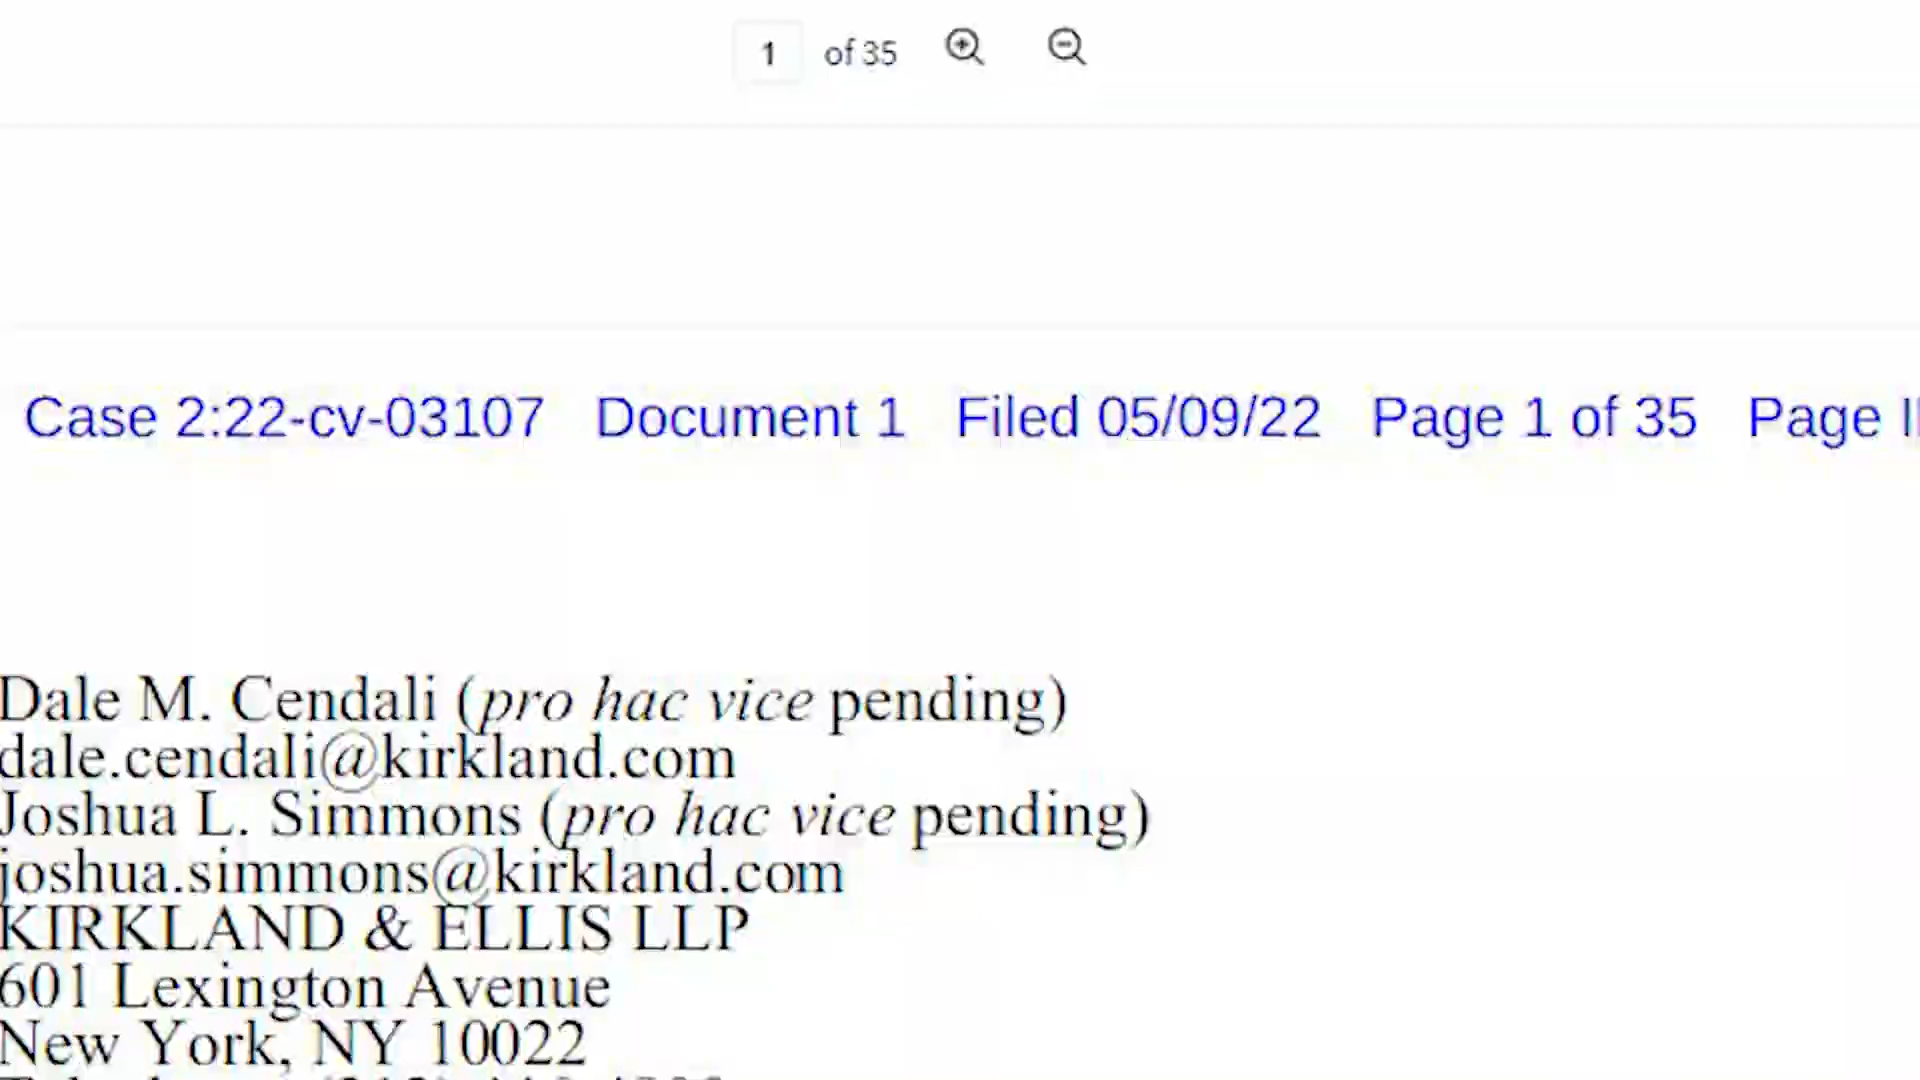 1 of 35
Case 2:22-cv-03107 Document 1 Filed 05/09/22 Page 1 of 35 Page
Dale M. Cendali (pro hac vice pending)
dale.cendali@kirkland.com
Joshua L. Simmons (pro hac vice pending)
joshua.simmons@kirkland.com
KIRKLAND & ELLIS LLP
601 Lexington Avenue
New York, NY 10022